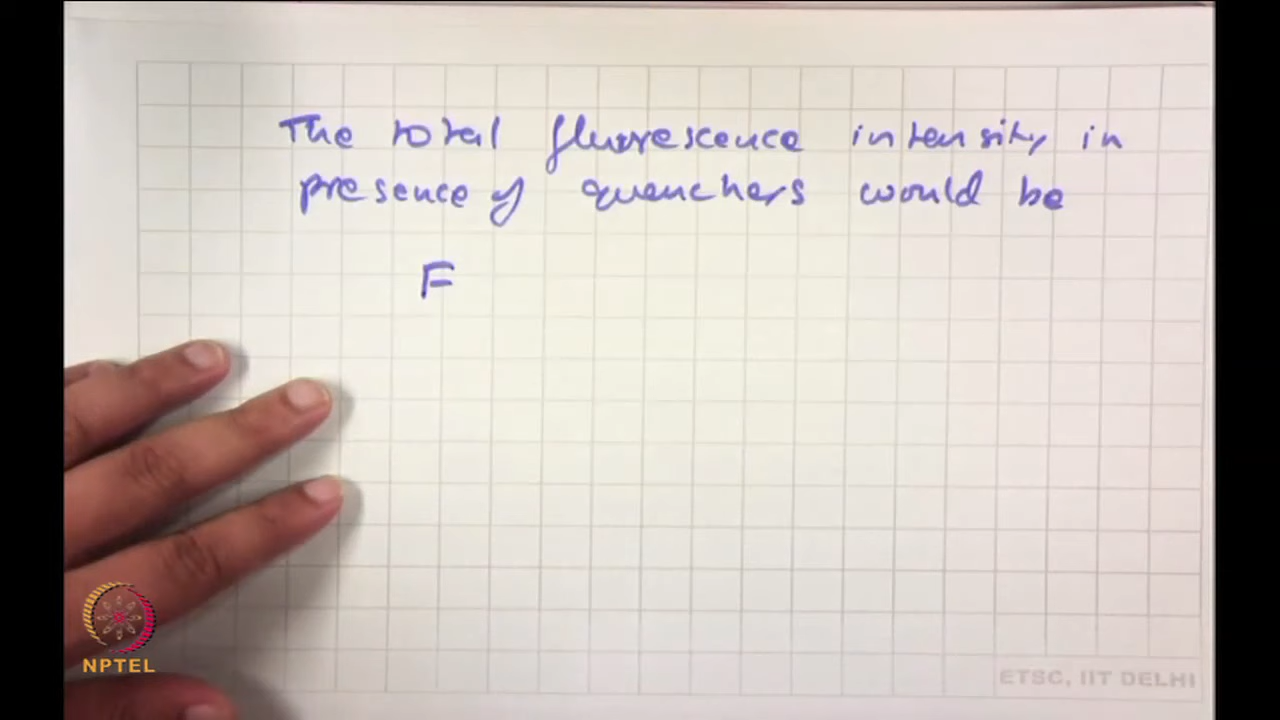 The total fluorescence intensity in
presence of quenchers would be
F
NPTEL
ETSC, IIT DELHI